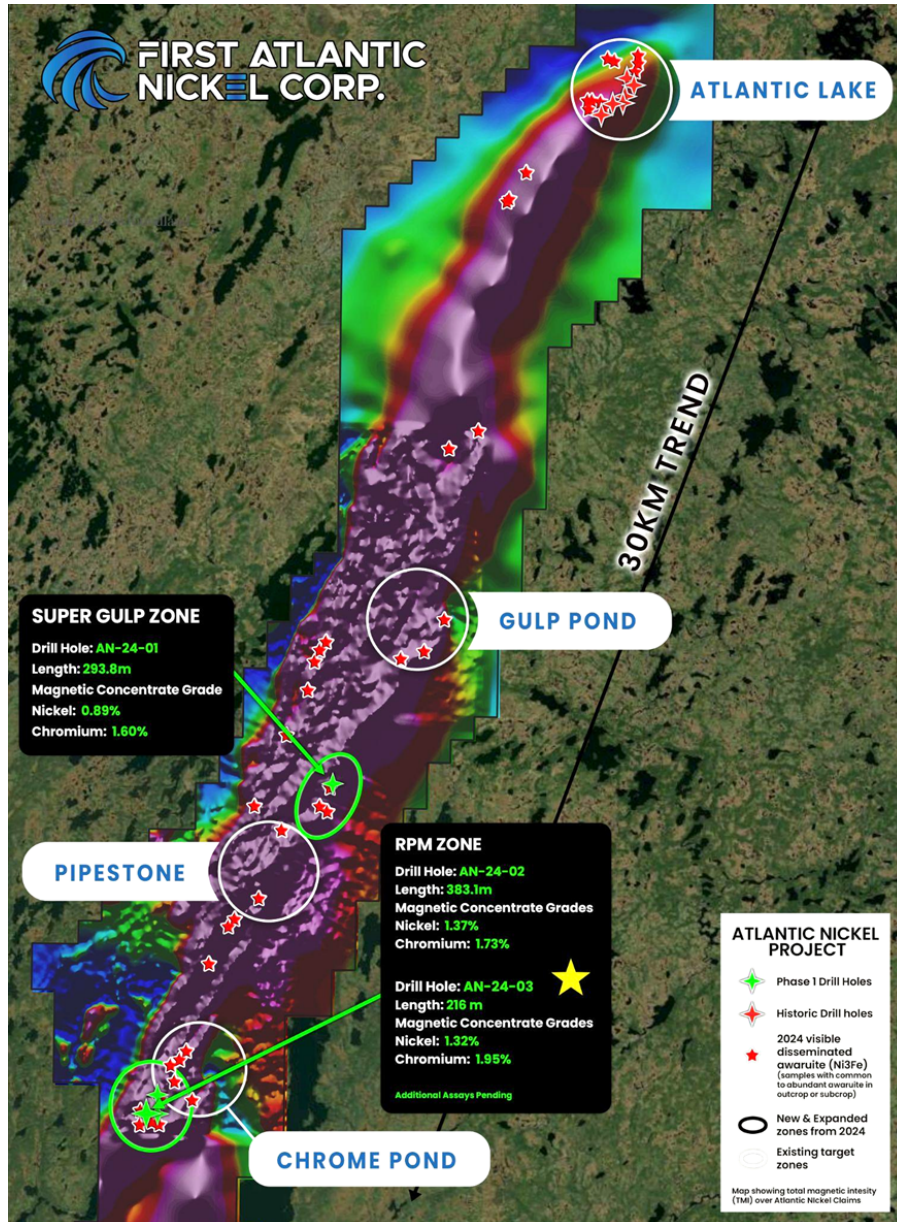 FIRST ATLANTIC
NICKEL CORP.
ATLANTIC LAKE
30KM TREND
GULP POND
SUPER GULP ZONE
Drill Hole: AN-24-01
Length: 293.8m
Magnetic Concentrate Grade
Nickel: 0.89%
Chromium: 1.60%
PIPESTONE
RPM ZONE
Drill Hole: AN-24-02
Length: 383.1m
Magnetic Concentrate Grades
Nickel: 1.37%
Chromium: 1.73%
Drill Hole: AN-24-03
Length: 216 m
Magnetic Concentrate Grades
Nickel: 1.32%
Chromium: 1.95%
Additional Assays Pending
CHROME POND
ATLANTIC NICKEL
PROJECT
Phase 1 Drill Holes
Historic Drill holes
2024 visible
disseminated
awaruite (Ni3Fe)
(samples with common
to abundant awaruite in
outcrop or subcrop)
New & Expanded
zones from 2024
Existing target
zones
Map showing total magnetic intesity
(TMI) over Atlantic NIckel Claims